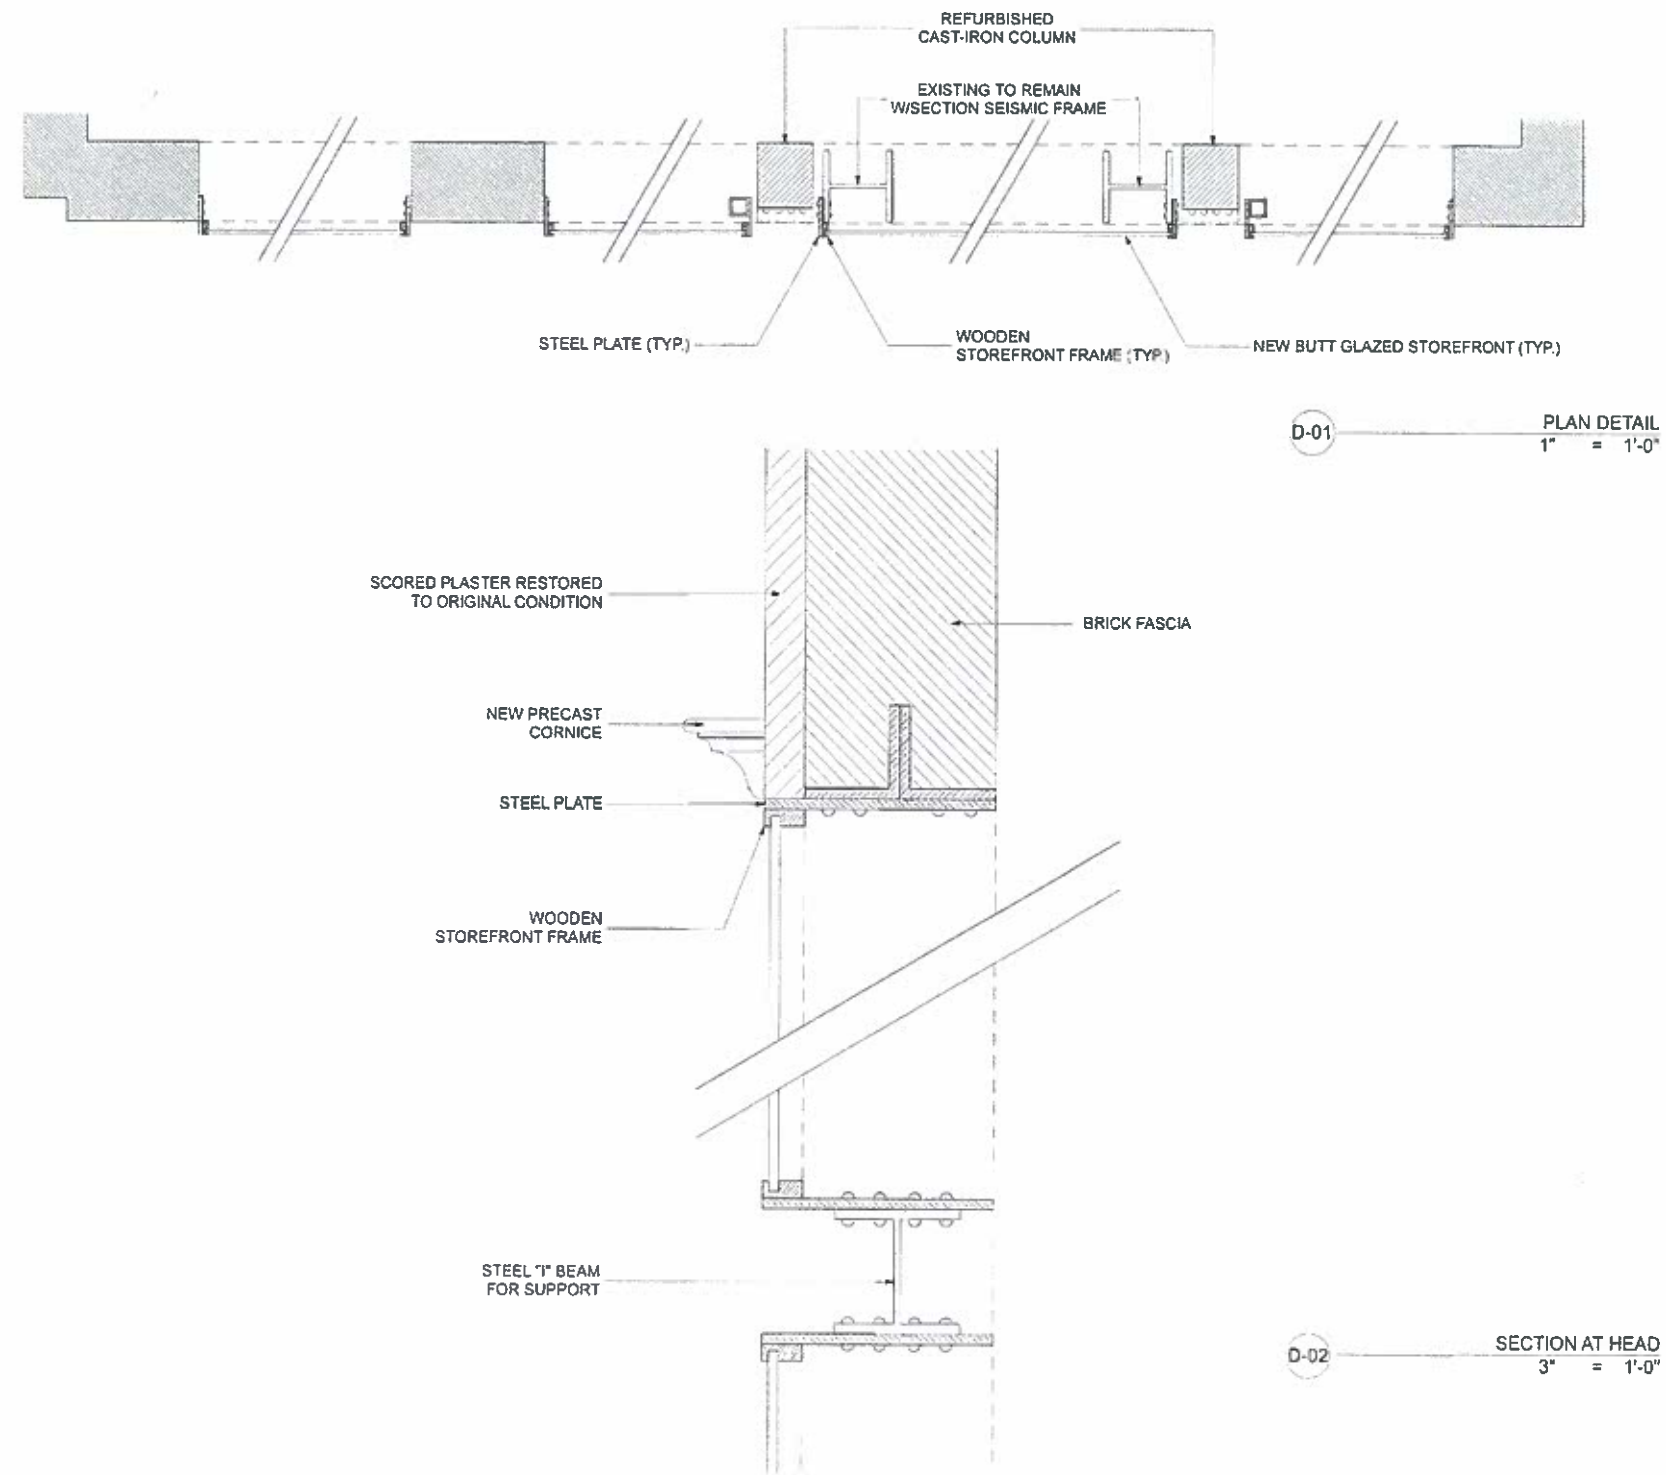 REFURBISHED
CAST-IRON COLUMN
EXISTING TO REMAIN
W/SECTION SEISMIC FRAME
STEEL PLATE (TYP.)
WOODEN
STOREFRONT FRAME (TYP.)
NEW BUTT GLAZED STOREFRONT (TYP.)
D-01
PLAN DETAIL
1" = 1'-0"
SCORED PLASTER RESTORED
TO ORIGINAL CONDITION
BRICK FASCIA
NEW PRECAST
CORNICE
STEEL PLATE
WOODEN
STOREFRONT FRAME
STEEL "I" BEAM
FOR SUPPORT
D-02
SECTION AT HEAD
3" = 1'-0"